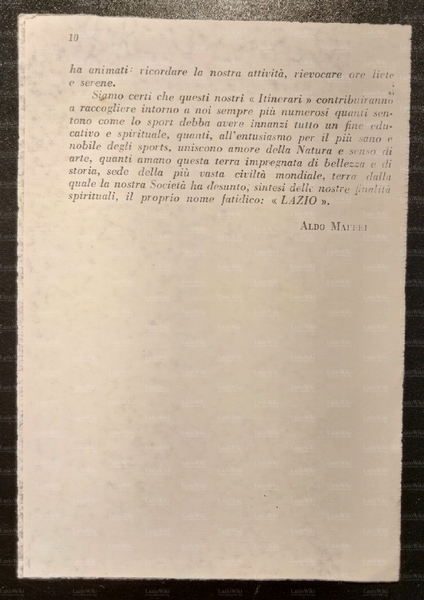 10
ha animati: ricordare la nostra attività, rievocare ore liete
e serene.
Siamo certi che questi nostri « Itinerari » contribuiranno
a raccogliere intorno a noi sempre più numerosi quanti sen-
tono come lo sport debba avere innanzi tutto un fine edu-
cativo e spirituale, quanti, all'entusiasmo per il più sano e
nobile degli sports, uniscono amore della Natura e senso di
arte, quanti amano questa terra impregnata di bellezza e di
storia, sede della più vasta civiltà mondiale, terra dalla
quale la nostra Società ha desunto, sintesi delle nostre finalità
spirituali, il proprio nome fatidico: « LAZIO ».
ALDO MAFFEI